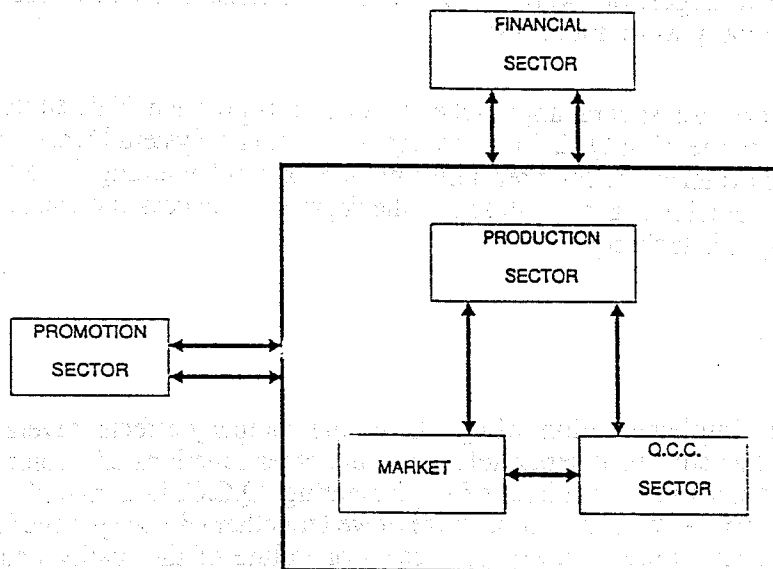 FINANCIAL
SECTOR
PRODUCTION
SECTOR
PROMOTION
SECTOR
MARKET
Q.C.C.
SECTOR